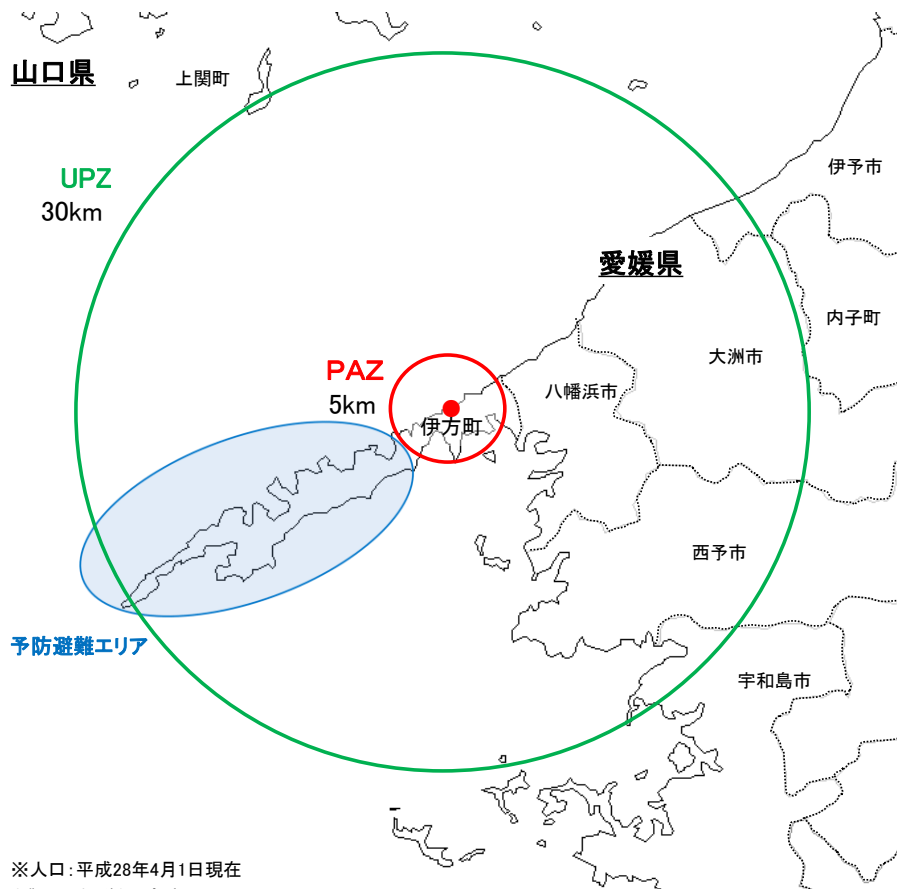 山口県
上関町
UPZ
30km
伊予市
愛媛県
内子町
大洲市
PAZ
5km
八幡浜市
伊方町
西予市
予防避難エリア
宇和島市
※人口:平成28年4月1日現在